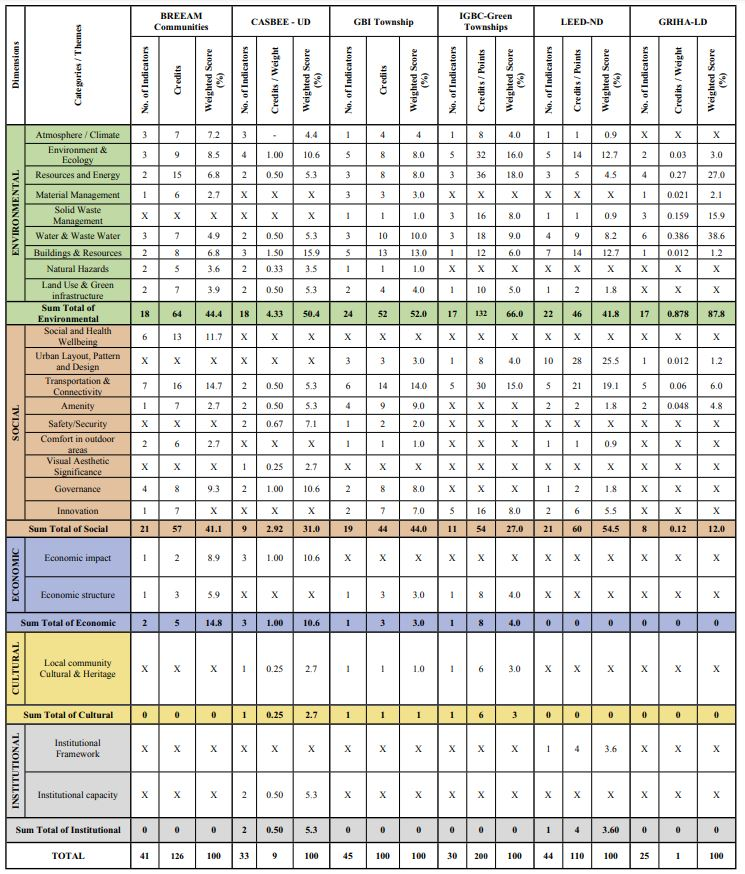 Dimensions
Categories / Themes
BREEAM Communities
CASBEE - UD
GBI Township
IGBC-Green Townships
LEED-ND
GRIHA-LD
No. of Indicators
Credits
Weighted Score (%)
No. of Indicators
Credits / Weight
Weighted Score (%)
No. of Indicators
Credits
Weighted Score (%)
No. of Indicators
Credits / Points
Weighted Score (%)
No. of Indicators
Credits / Points
Weighted Score (%)
No. of Indicators
Credits / Weight
Weighted Score (%)
ENVIRONMENTAL
Atmosphere / Climate 3 7 7.2 3 - 4.4 1 4 4 1 8 4.0 1 1 0.9 X X X
Environment & Ecology 3 9 8.5 4 1.00 10.6 5 8 8.0 5 32 16.0 5 14 12.7 2 0.03 3.0
Resources and Energy 2 15 6.8 2 0.50 5.3 3 8 8.0 3 36 18.0 3 5 4.5 4 0.27 27.0
Material Management 1 6 2.7 X X X 3 3 3.0 X X X X X X 1 0.021 2.1
Solid Waste Management X X X X X X 1 1 1.0 3 16 8.0 1 1 0.9 3 0.159 15.9
Water & Waste Water 3 7 4.9 2 0.50 5.3 3 10 10.0 3 18 9.0 4 9 8.2 6 0.386 38.6
Buildings & Resources 2 8 6.8 3 1.50 15.9 5 13 13.0 1 12 6.0 7 14 12.7 1 0.012 1.2
Natural Hazards 2 5 3.6 2 0.33 3.5 1 1 1.0 X X X X X X X X X
Land Use & Green infrastructure 2 7 3.9 2 0.50 5.3 2 4 4.0 1 10 5.0 1 2 1.8 X X X
Sum Total of Environmental 18 64 44.4 18 4.33 50.4 24 52 52.0 17 132 66.0 22 46 41.8 17 0.878 87.8
SOCIAL
Social and Health Wellbeing 6 13 11.7 X X X X X X X X X X X X X X X
Urban Layout, Pattern and Design X X X X X X 3 3 3.0 1 8 4.0 10 28 25.5 1 0.012 1.2
Transportation & Connectivity 7 16 14.7 2 0.50 5.3 6 14 14.0 5 30 15.0 5 21 19.1 5 0.06 6.0
Amenity 1 7 2.7 2 0.50 5.3 4 9 9.0 X X X 2 2 1.8 2 0.048 4.8
Safety/Security X X X 2 0.67 7.1 1 2 2.0 X X X X X X X X X
Comfort in outdoor areas 2 6 2.7 X X X 1 1 1.0 X X X 1 1 0.9 X X X
Visual Aesthetic Significance X X X 1 0.25 2.7 X X X X X X X X X X X X
Governance 4 8 9.3 2 1.00 10.6 2 8 8.0 X X X 1 2 1.8 X X X
Innovation 1 7 X X X 2 7 7.0 5 16 8.0 2 6 5.5 X X X
Sum Total of Social 21 57 41.1 9 2.92 31.0 19 44 44.0 11 54 27.0 21 60 54.5 8 0.12 12.0
ECONOMIC
Economic impact 1 2 8.9 3 1.00 10.6 X X X X X X X X X X X X
Economic structure 1 3 5.9 X X X 1 3 3.0 1 8 4.0 X X X X X X
Sum Total of Economic 2 5 14.8 3 1.00 10.6 1 3 3.0 1 8 4.0 0 0 0 0 0 0
CULTURAL
Local community Cultural & Heritage X X X 1 0.25 2.7 1 1 1.0 1 6 3.0 X X X X X X
Sum Total of Cultural 0 0 0 1 0.25 2.7 1 1 1 1 6 3 0 0 0 0 0 0
INSTITUTIONAL
Institutional Framework X X X X X X X X X X X X 1 4 3.6 X X X
Institutional capacity X X X 2 0.50 5.3 X X X X X X X X X X X X
Sum Total of Institutional 0 0 0 2 0.50 5.3 0 0 0 0 0 0 1 4 3.60 0 0 0
TOTAL 41 126 100 33 9 100 45 100 100 30 200 100 44 110 100 25 1 100